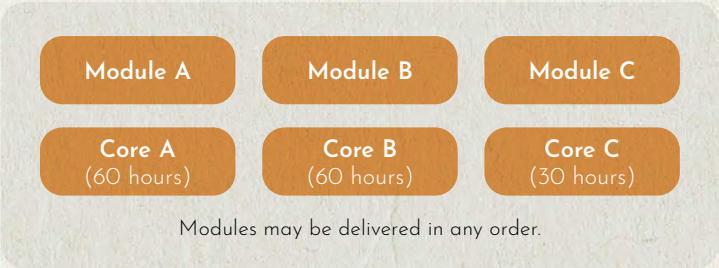 Module A
Module B
Module C
Core A
(60 hours)
Core B
(60 hours)
Core C
(30 hours)
Modules may be delivered in any order.